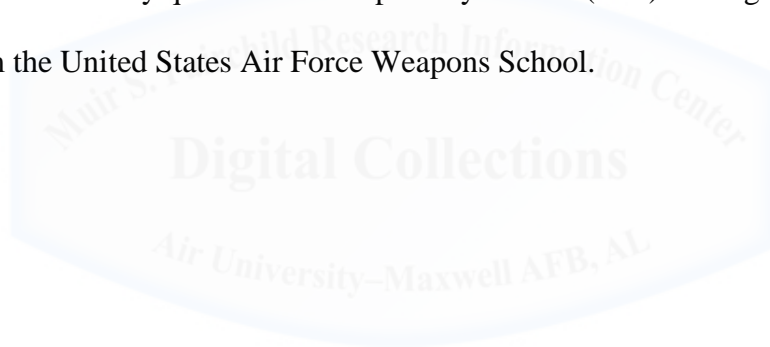 n the United States Air Force Weapons School.
Muir S. Fairchild Research Information Center
Digital Collections
Air University–Maxwell AFB, AL